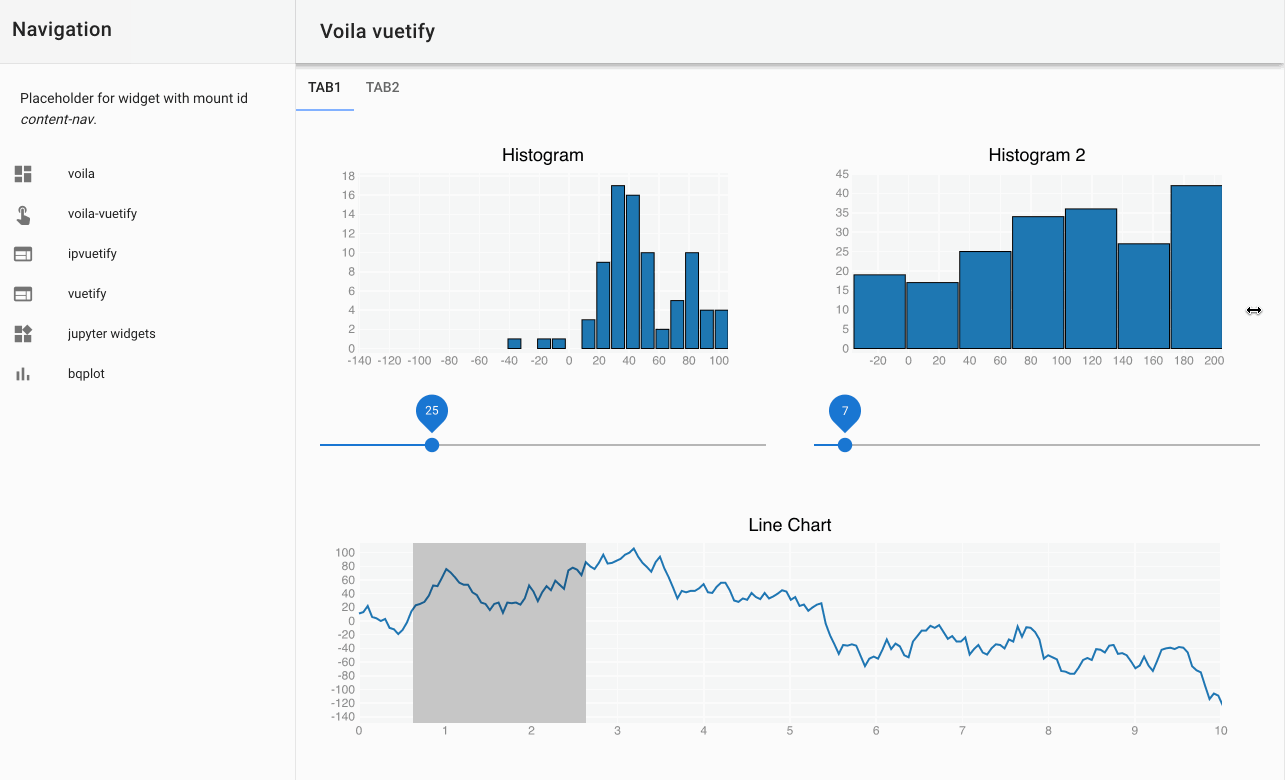 Navigation
Voila vuetify
Placeholder for widget with mount id
content-nav.
voila
voila-vuetify
ipvuetify
vuetify
jupyter widgets
bqplot
TAB1 TAB2
Histogram
18
16
14
12
10
8
6
4
2
0
-140 -120 -100 -80 -60 -40 -20 0 20 40 60 80 100
25
Histogram 2
45
40
35
30
25
20
15
10
5
0
-20 0 20 40 60 80 100 120 140 160 180 200
7
Line Chart
100
80
60
40
20
0
-20
-40
-60
-80
-100
-120
-140
0 1 2 3 4 5 6 7 8 9 10